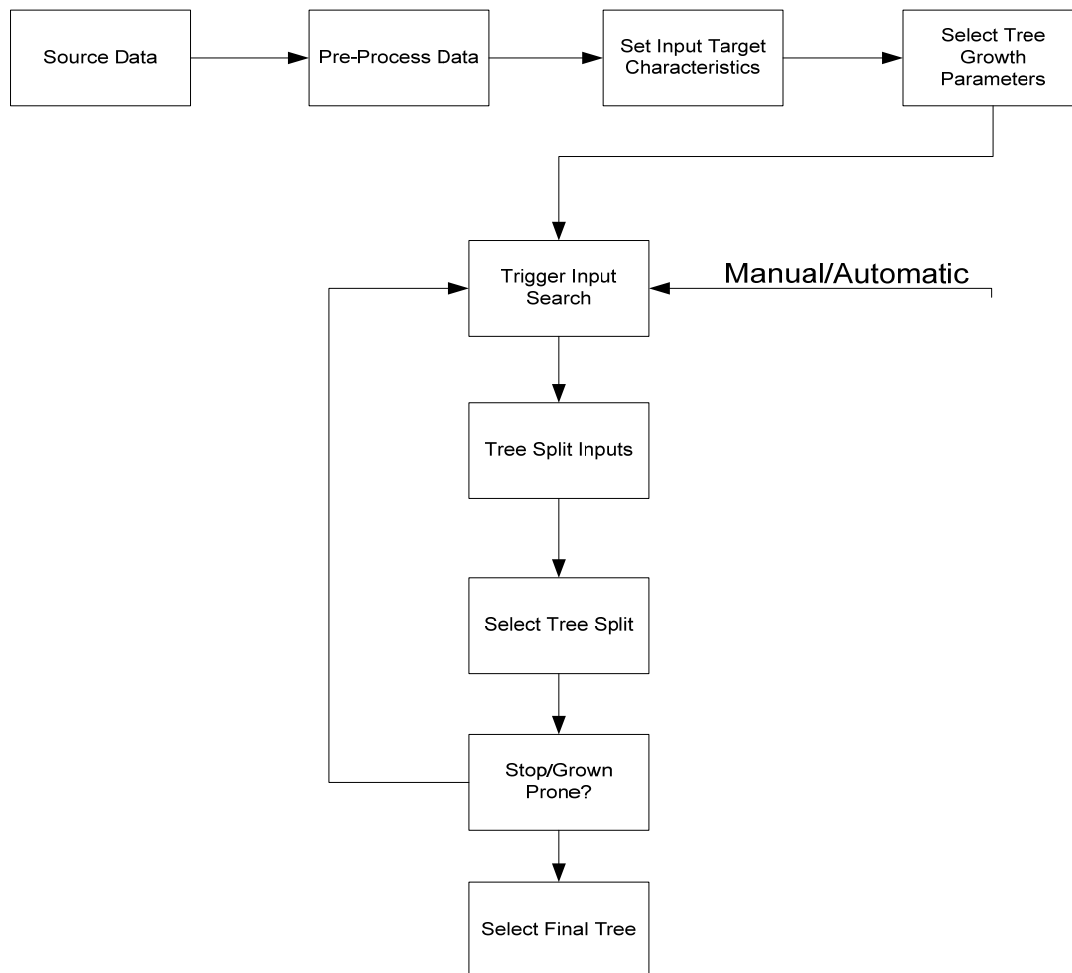 Source Data
Pre-Process Data
Set Input Target
Characteristics
Select Tree
Growth
Parameters
Trigger Input
Search
Manual/Automatic
Tree Split Inputs
Select Tree Split
Stop/Grown
Prone?
Select Final Tree